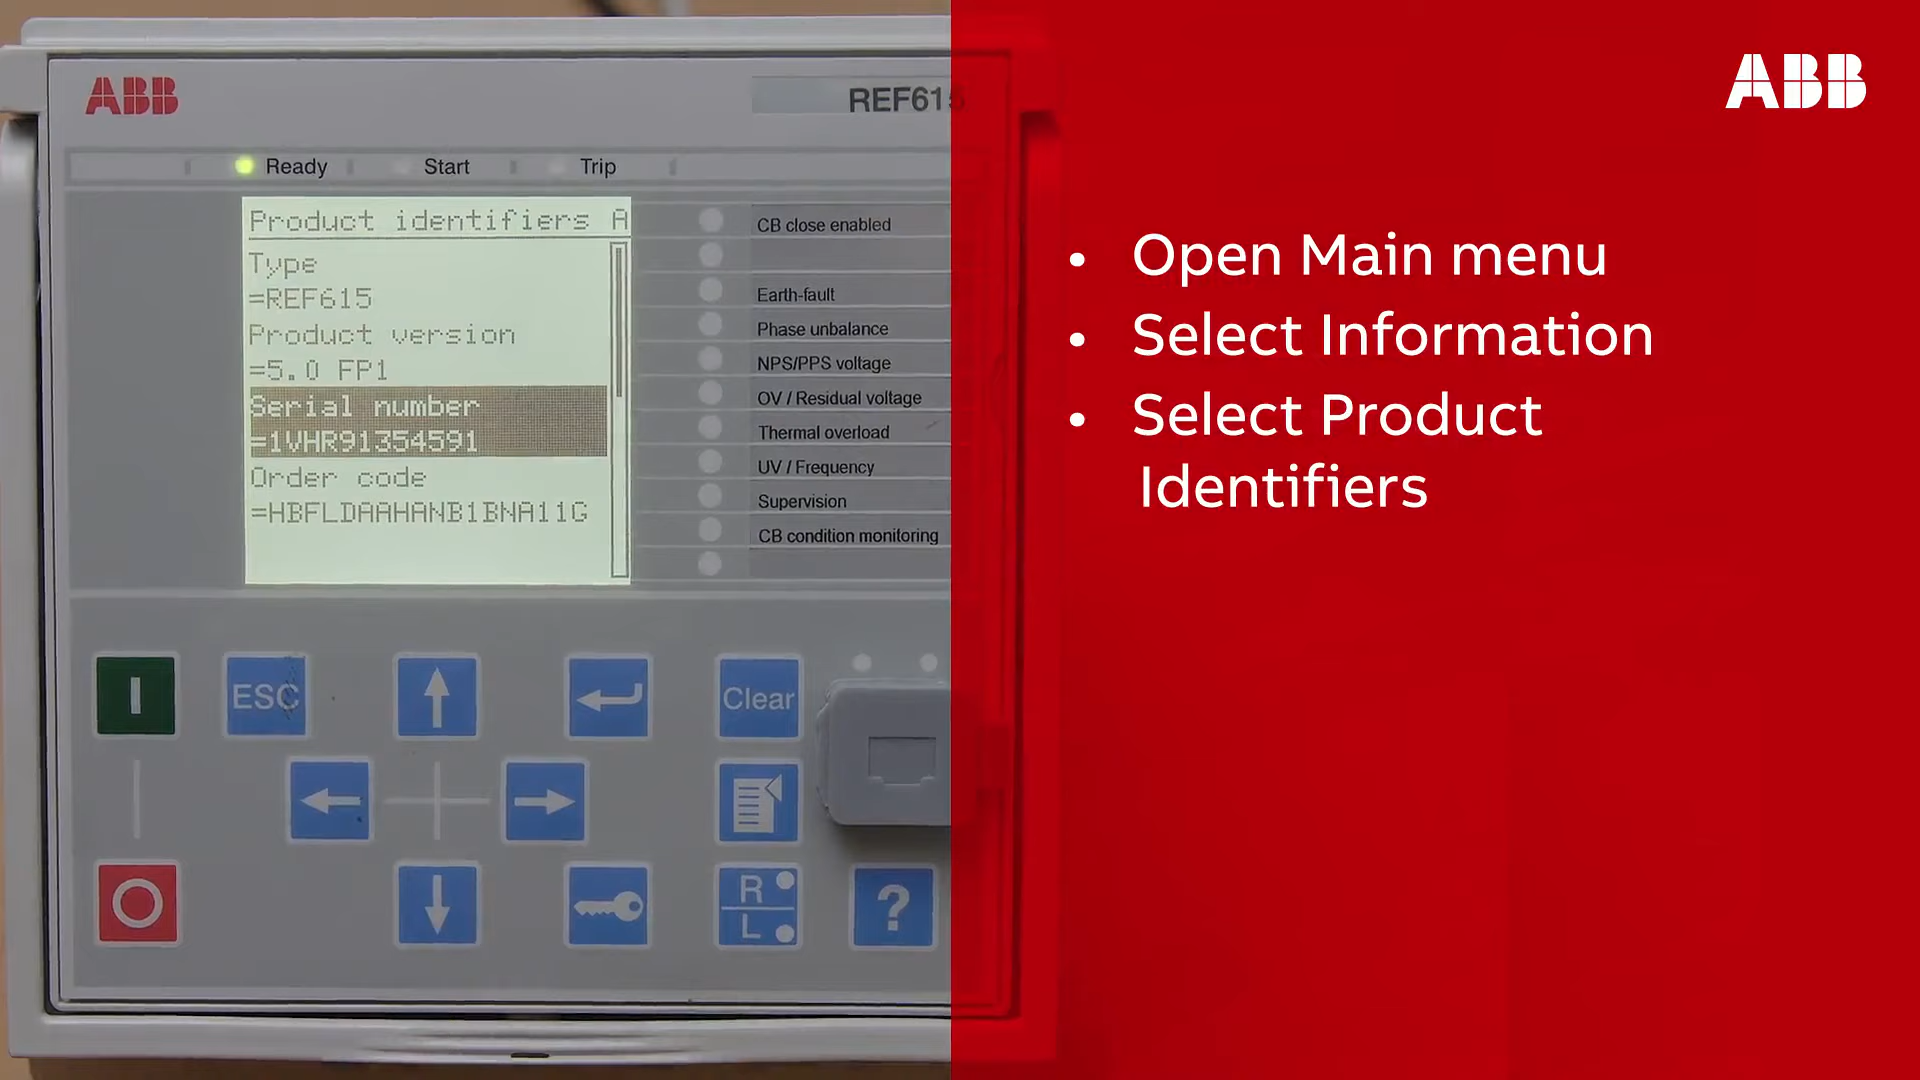 ABB
REF615
Ready
Start
Trip
Product identifiers A
Type
=REF615
Product version
=5.0 FP1
Serial number
=1VHR91354591
Order code
=HBFLDAAHANB1BNA11G
CB close enabled
Earth-fault
Phase unbalance
NPS/PPS voltage
OV / Residual voltage
Thermal overload
UV / Frequency
Supervision
CB condition monitoring
I
ESC
Clear
R
L
?
ABB
• Open Main menu
• Select Information
• Select Product
Identifiers